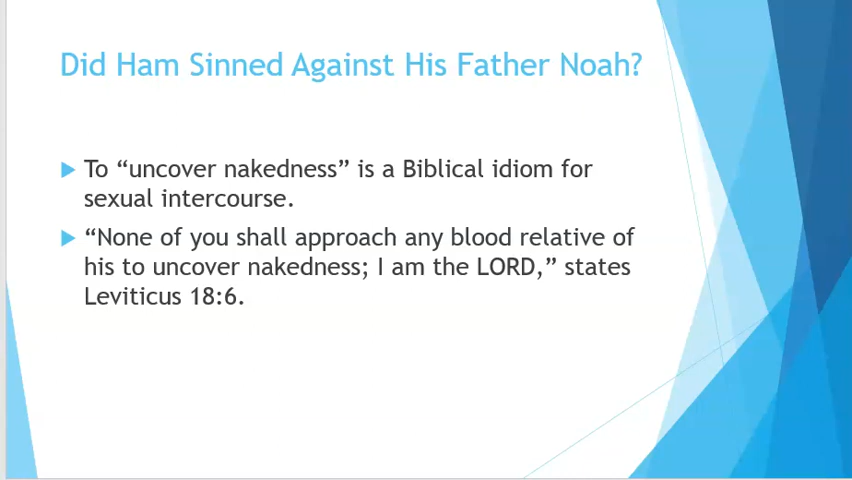 Did Ham Sinned Against His Father Noah?
To “uncover nakedness” is a Biblical idiom for
sexual intercourse.
“None of you shall approach any blood relative of
his to uncover nakedness; I am the LORD,” states
Leviticus 18:6.